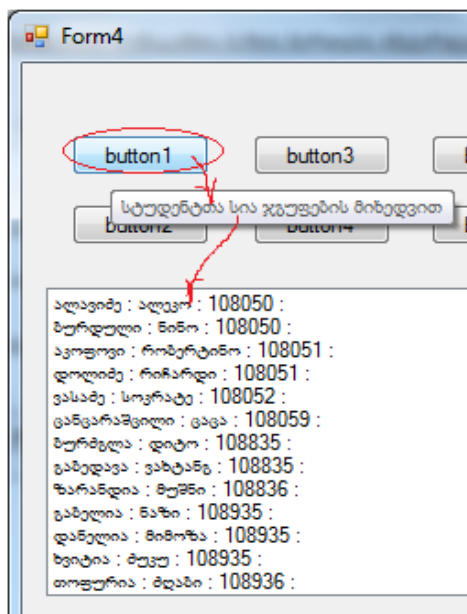 Form4
button1
button3
სტუდენტთა სია ჯგუფების მიხედვით
button2
button4
ალავიძე : ალეკო : 108050 :
ბურდული : ნინო : 108050 :
აკოფოვი : რობერტინო : 108051 :
დოლიძე : რიჩარდი : 108051 :
ვასაძე : სოკრატე : 108052 :
ცანცარაშვილი : ცაცა : 108059 :
ბურძგლა : დიტო : 108835 :
გაბედავა : ვახტანგ : 108835 :
ზარანდია : მუშნი : 108836 :
გაბელია : ნაზი : 108935 :
დანელია : მიმოზა : 108935 :
ხვიტია : ძუკუ : 108935 :
თოფურია : ძღაბი : 108936 :